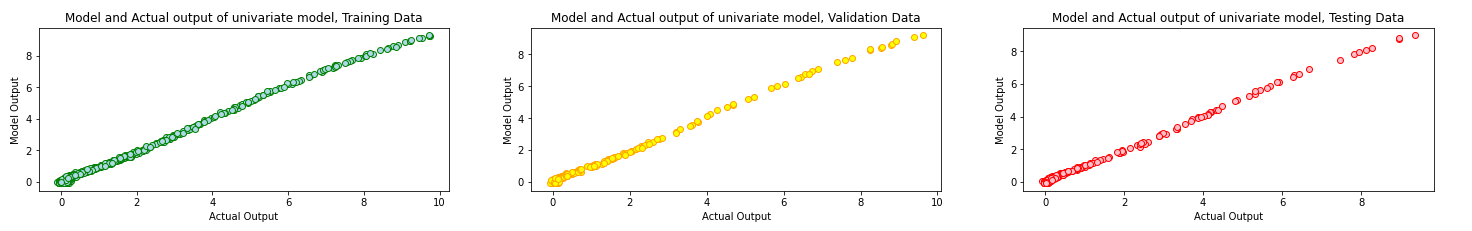 Model and Actual output of univariate model, Training Data
Model Output
8
6
4
2
0
0 2 4 6 8 10
Actual Output
Model and Actual output of univariate model, Validation Data
Model Output
8
6
4
2
0
0 2 4 6 8 10
Actual Output
Model and Actual output of univariate model, Testing Data
Model Output
8
6
4
2
0
0 2 4 6 8
Actual Output